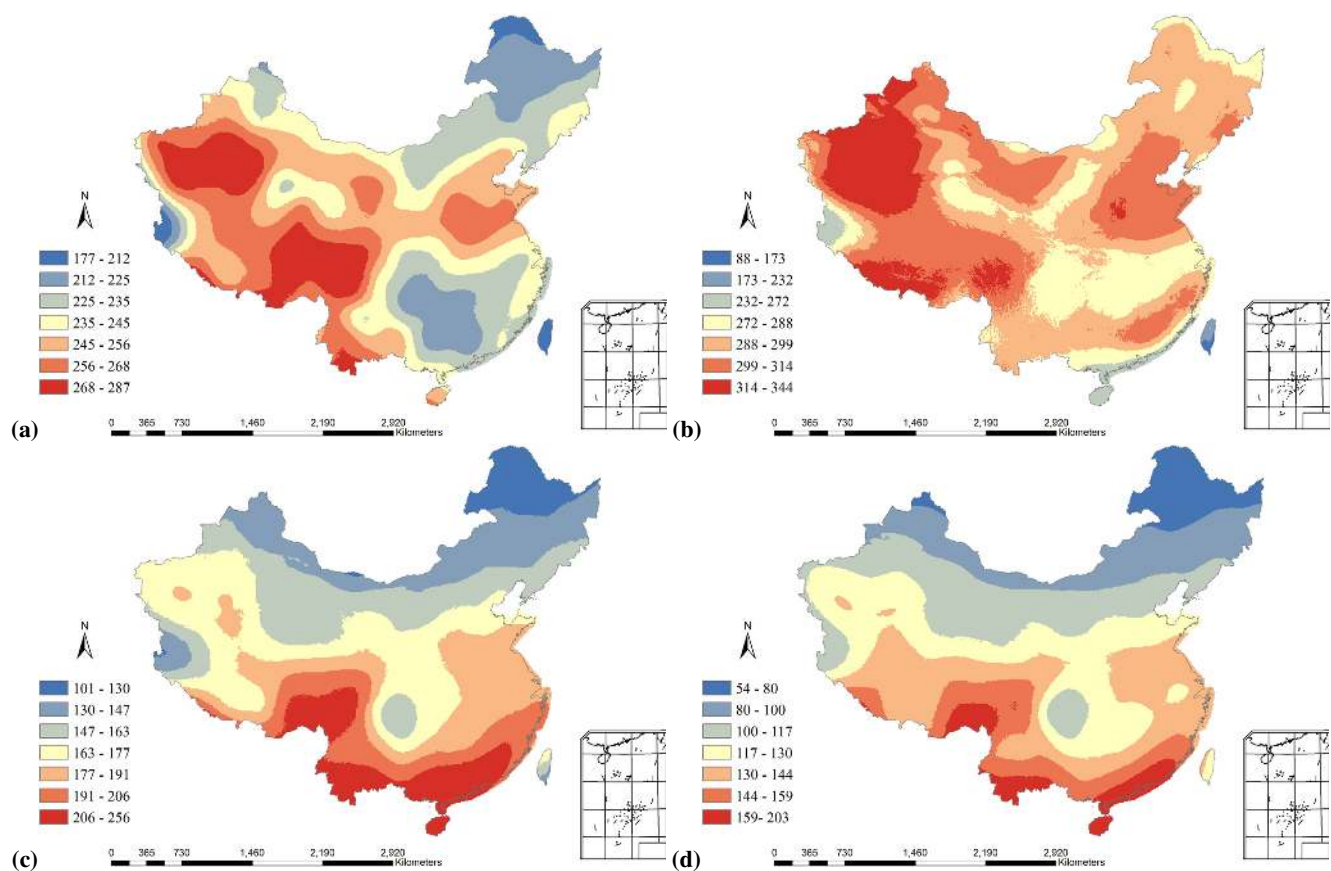 N
177 - 212
212 - 225
225 - 235
235 - 245
245 - 256
256 - 268
268 - 287
(a)
0 365 730 1,460 2,190 2,920
Kilometers
N
88 - 173
173 - 232
232- 272
272 - 288
288 - 299
299 - 314
314 - 344
(b)
0 365 730 1,460 2,190 2,920
Kilometers
N
101 - 130
130 - 147
147 - 163
163 - 177
177 - 191
191 - 206
206 - 256
(c)
0 365 730 1,460 2,190 2,920
Kilometers
N
54 - 80
80 - 100
100 - 117
117 - 130
130 - 144
144 - 159
159- 203
(d)
0 365 730 1,460 2,190 2,920
Kilometers